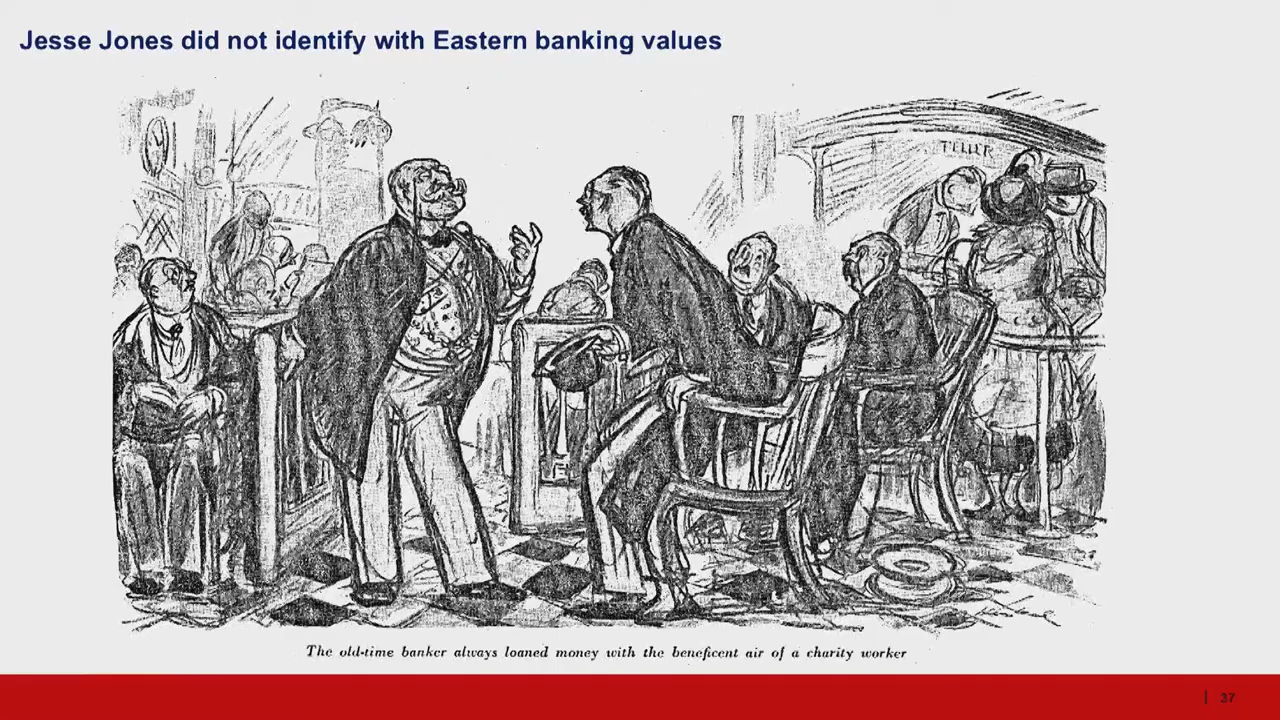 Jesse Jones did not identify with Eastern banking values
TELLER
The old-time banker always loaned money with the beneficent air of a charity worker
| 37